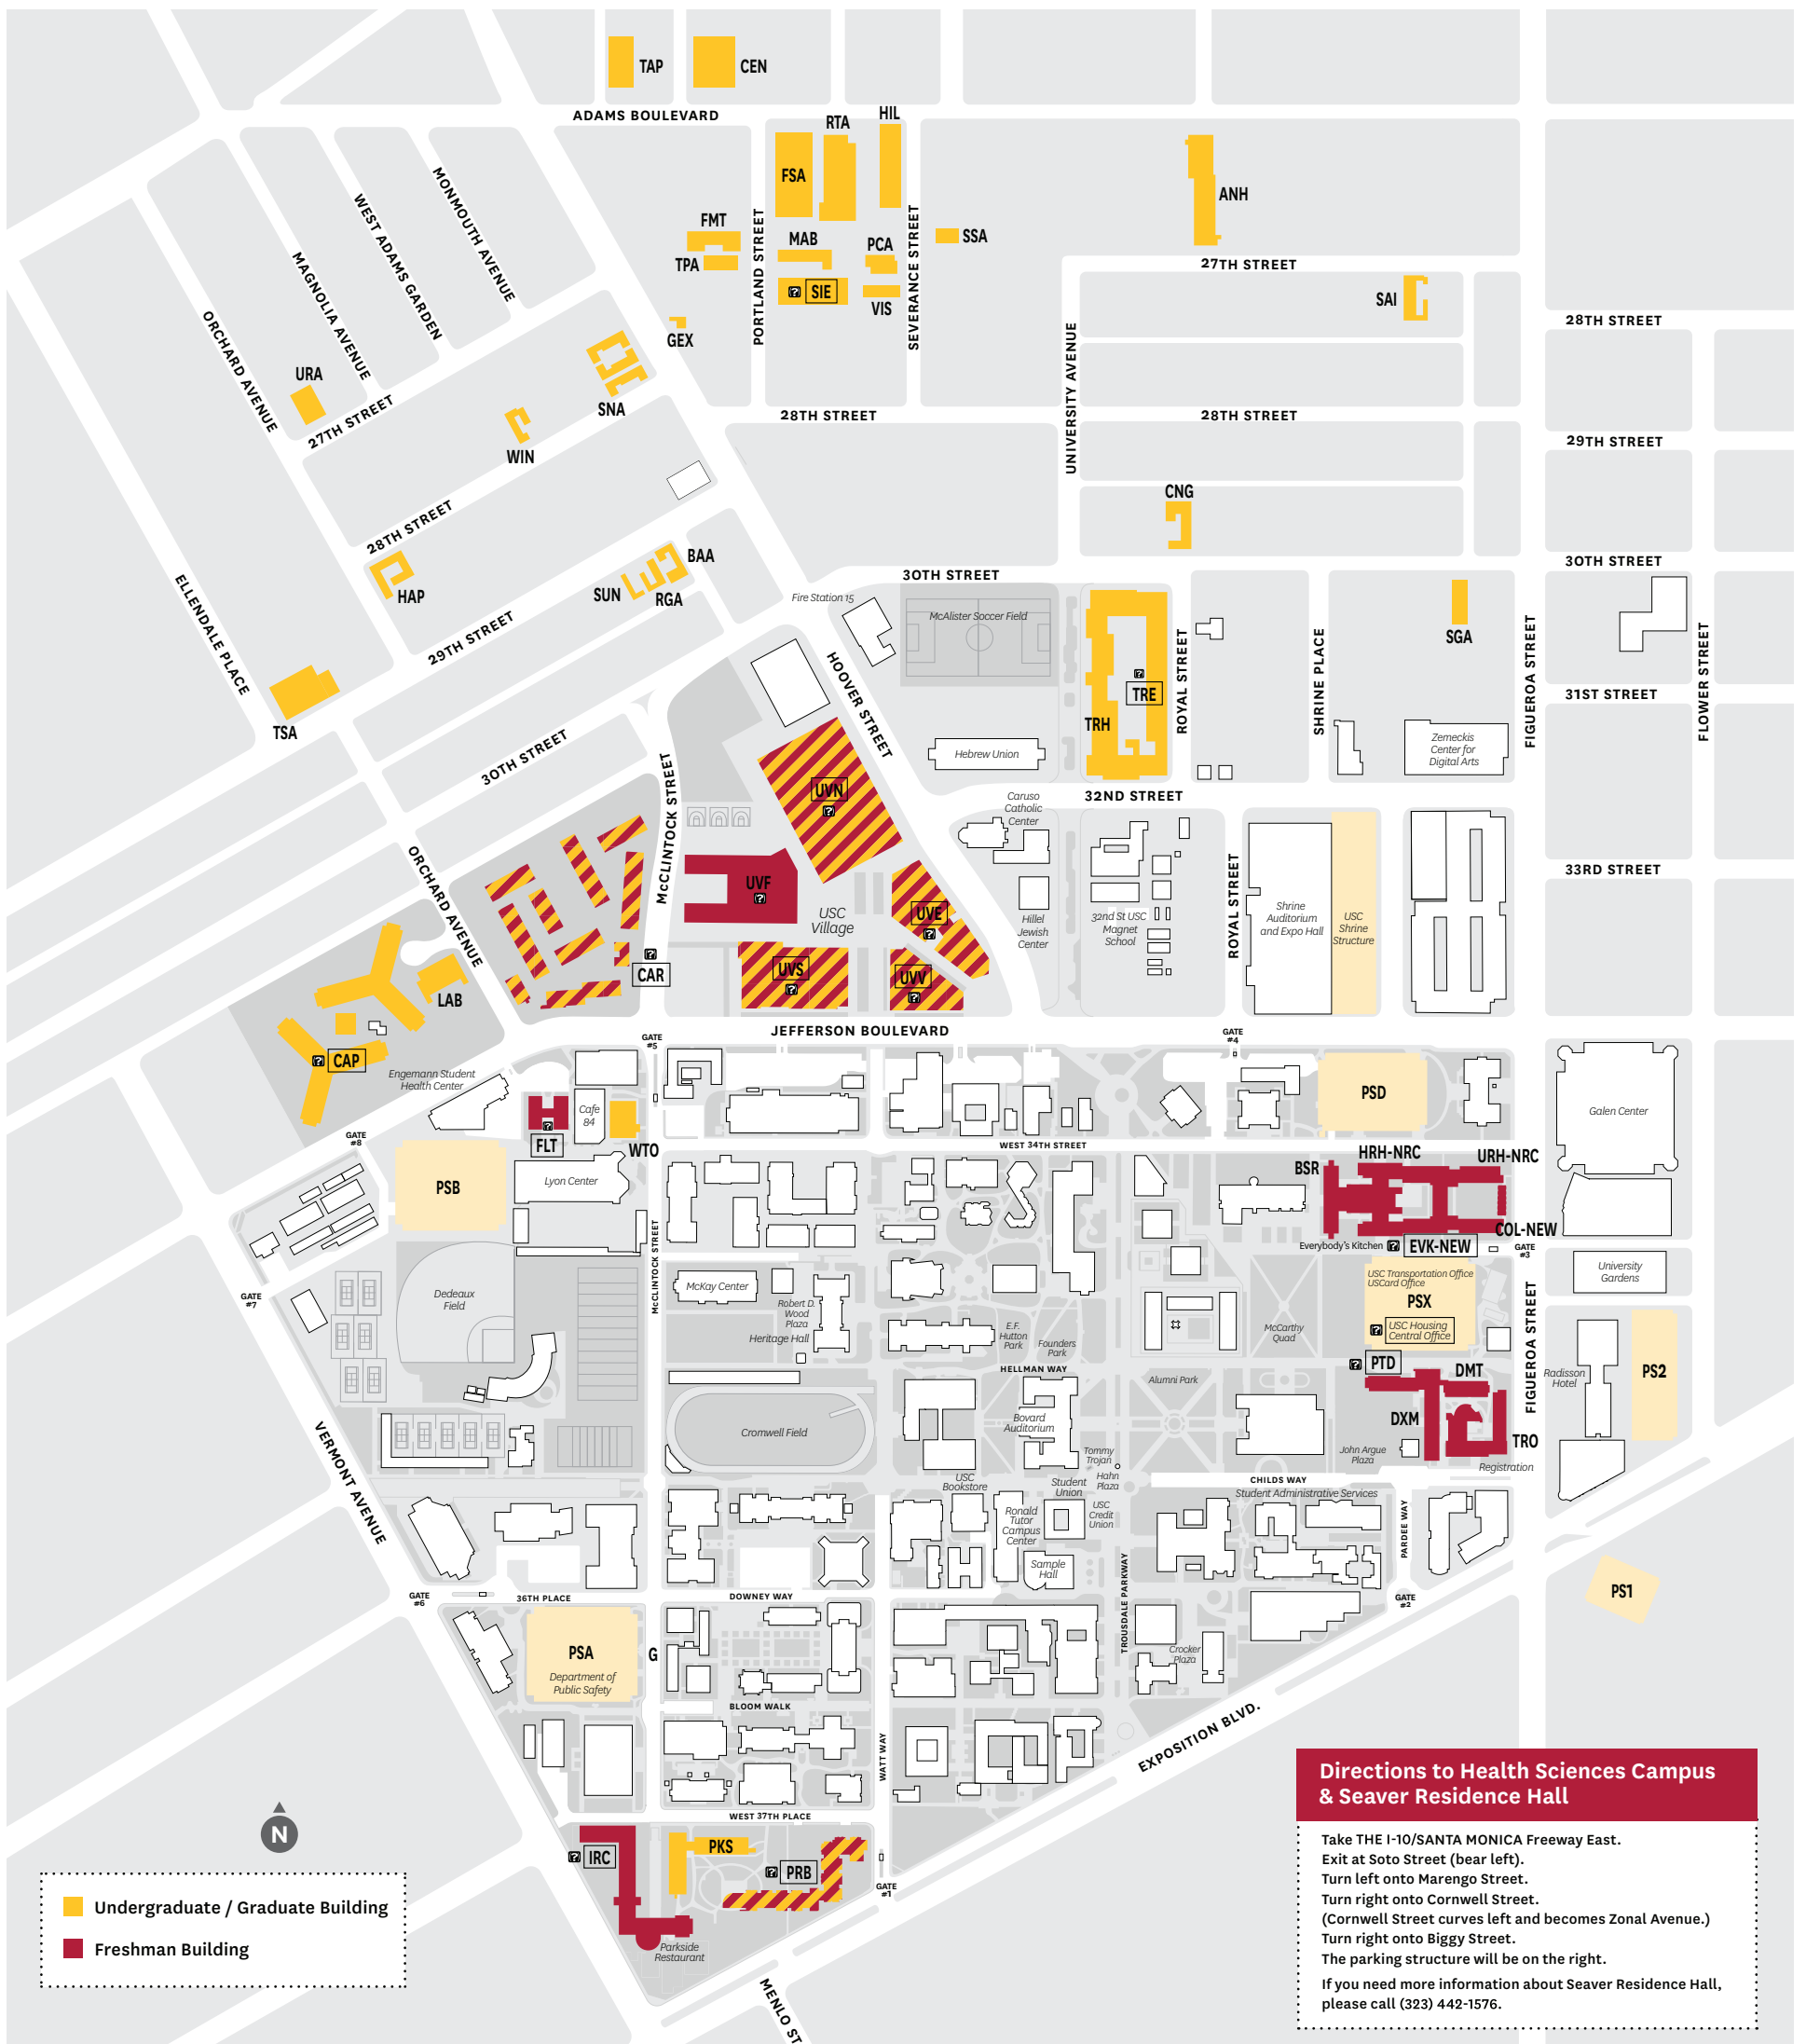 TAP
CEN
ADAMS BOULEVARD
HIL
RTA
FSA
MONMOUTH AVENUE
WEST ADAMS GARDEN
MAGNOLIA AVENUE
ORCHARD AVENUE
ANH
FMT
PORTLAND STREET
MAB
PCA
SEVERANCE STREET
SSA
TPA
SIE
VIS
27TH STREET
SAI
GEX
28TH STREET
URA
27TH STREET
SNA
WIN
28TH STREET
UNIVERSITY AVENUE
28TH STREET
29TH STREET
CNG
28TH STREET
HAP
BAA
SUN
RGA
29TH STREET
ELLENDALE PLACE
TSA
30TH STREET
30TH STREET
Fire Station 15
McAlister Soccer Field
HOOVER STREET
TRE
TRH
ROYAL STREET
SHRINE PLACE
SGA
FIGUEROA STREET
FLOWER STREET
31ST STREET
Hebrew Union
Zemeckis
Center for
Digital Arts
30TH STREET
McCLINTOCK STREET
UVN
32ND STREET
Caruso
Catholic
Center
33RD STREET
ORCHARD AVENUE
UVF
USC
Village
UVE
Hillel
Jewish
Center
32nd St USC
Magnet
School
ROYAL STREET
Shrine
Auditorium
and Expo Hall
USC
Shrine
Structure
CAR
UVS
UVV
LAB
CAP
JEFFERSON BOULEVARD
GATE
#5
GATE
#4
Engemann Student
Health Center
Cafe
84
FLT
WTO
PSD
Galen Center
GATE
#8
WEST 34TH STREET
PSB
Lyon Center
BSR
HRH-NRC
URH-NRC
COL-NEW
Everybody's Kitchen
EVK-NEW
GATE
#3
McCLINTOCK STREET
McKay Center
Robert D.
Wood
Plaza
Heritage Hall
Dedeaux
Field
GATE
#7
E.F.
Hutton
Park
Founders
Park
McCarthy
Quad
USC Transportation Office
USCard Office
PSX
USC Housing
Central Office
University
Gardens
FIGUEROA STREET
HELLMAN WAY
PTD
DMT
Radisson
Hotel
PS2
Alumni Park
DXM
TRO
Bovard
Auditorium
Cromwell Field
Tommy
Trojan
Hahn
Plaza
John Argue
Plaza
Registration
VERMONT AVENUE
CHILDS WAY
Student Administrative Services
USC
Bookstore
Student
Union
Ronald
Tutor
Campus
Center
USC
Credit
Union
Sample
Hall
PARDEE WAY
TROUSDALE PARKWAY
PS1
GATE
#6
36TH PLACE
DOWNEY WAY
GATE
#2
PSA
Department of
Public Safety
G
Crocker
Plaza
BLOOM WALK
WATT WAY
EXPOSITION BLVD.
WEST 37TH PLACE
IRC
PKS
PRB
GATE
#1
Parkside
Restaurant
MENLO ST
N
Undergraduate / Graduate Building
Freshman Building
Directions to Health Sciences Campus
& Seaver Residence Hall
Take THE I-10/SANTA MONICA Freeway East.
Exit at Soto Street (bear left).
Turn left onto Marengo Street.
Turn right onto Cornwell Street.
(Cornwell Street curves left and becomes Zonal Avenue.)
Turn right onto Biggy Street.
The parking structure will be on the right.
If you need more information about Seaver Residence Hall,
please call (323) 442-1576.